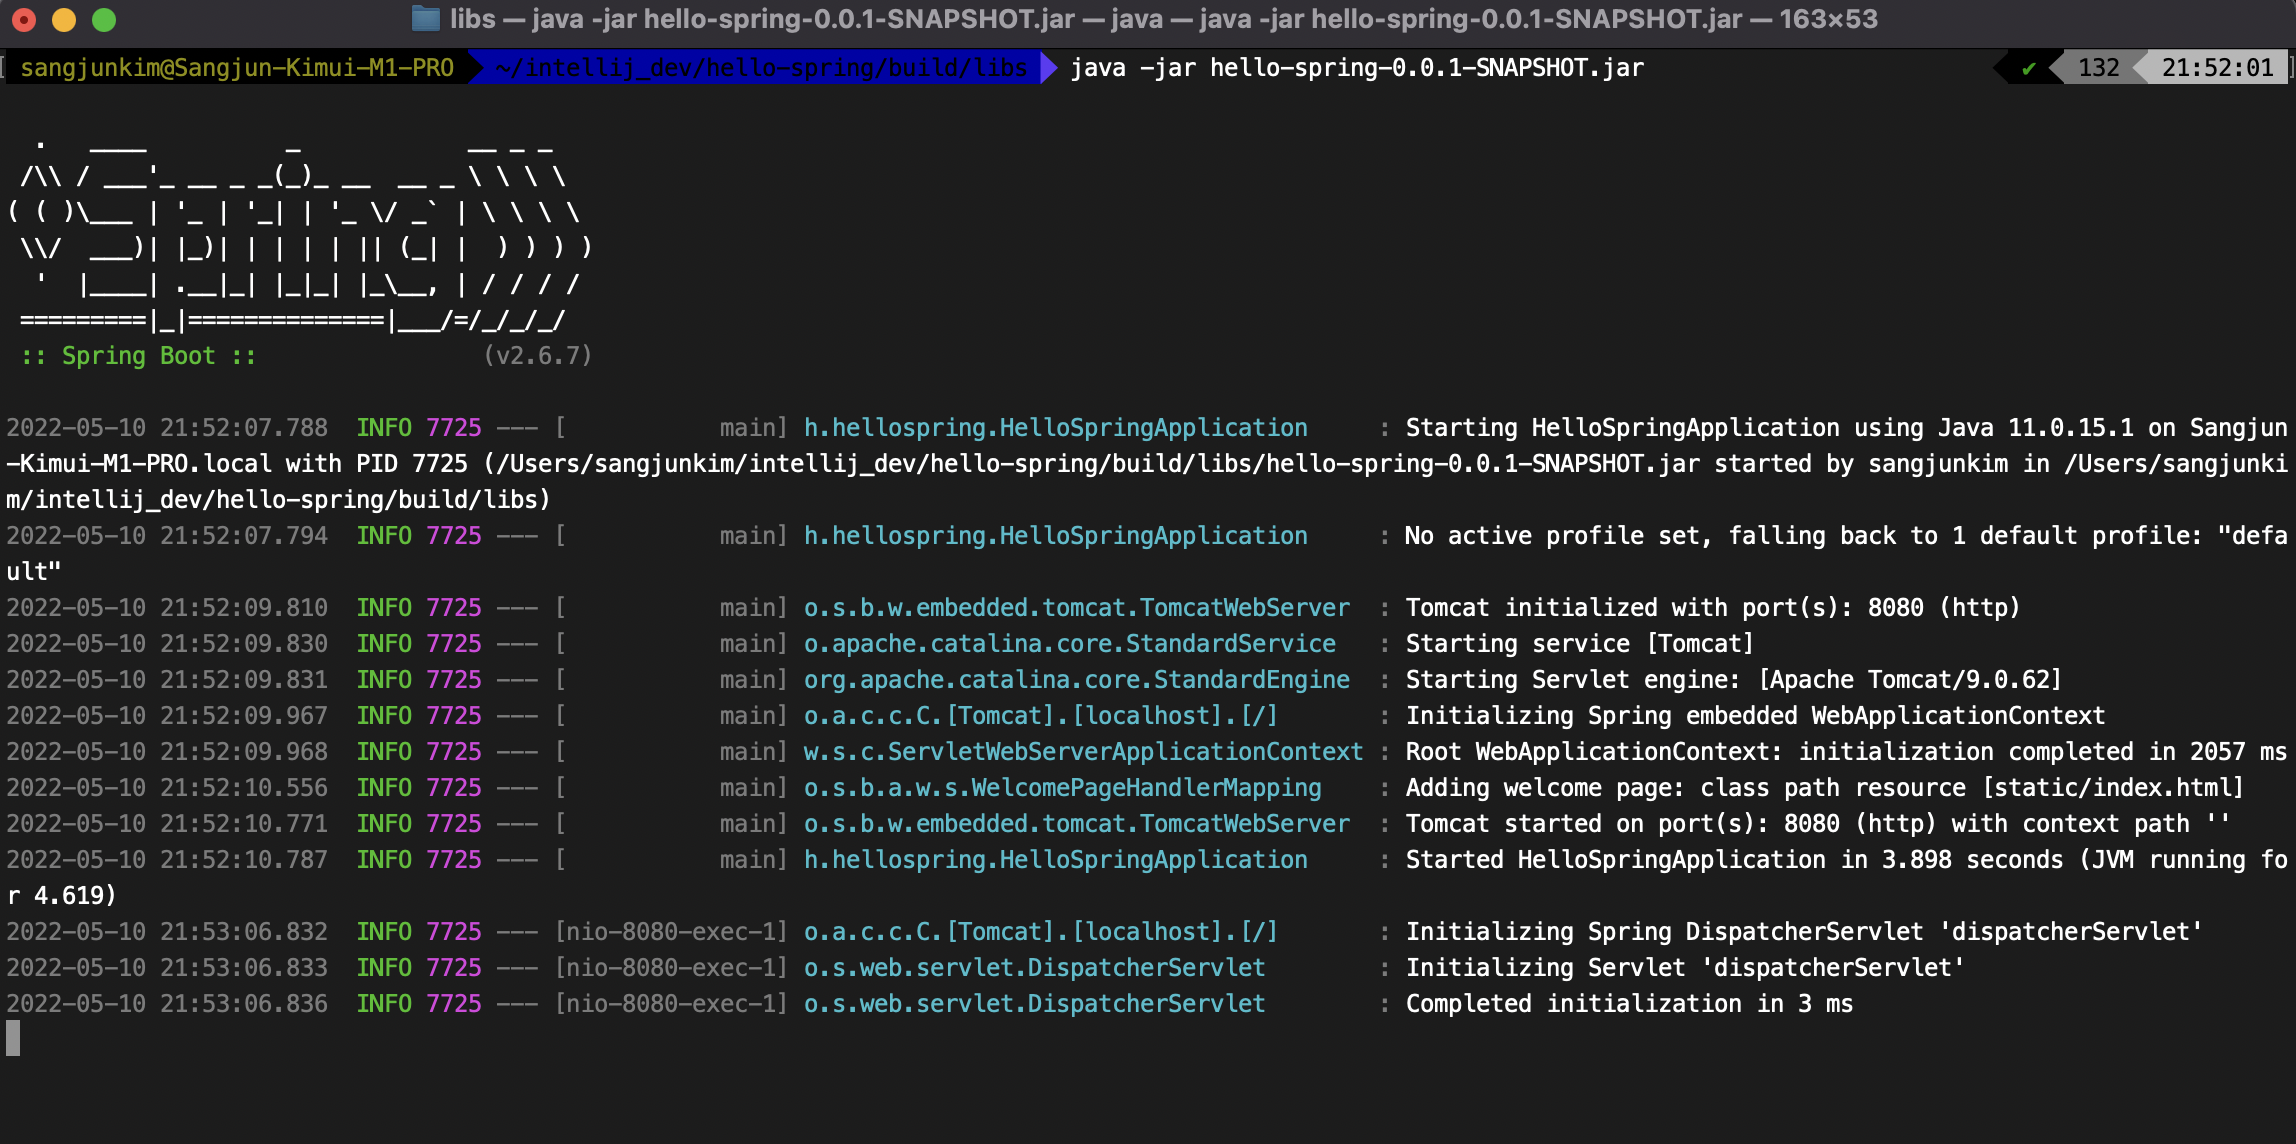 libs — java -jar hello-spring-0.0.1-SNAPSHOT.jar — java — java -jar hello-spring-0.0.1-SNAPSHOT.jar — 163×53
sangjunkim@Sangjun-Kimui-M1-PRO ~/intellij_dev/hello-spring/build/libs java -jar hello-spring-0.0.1-SNAPSHOT.jar ✔ 132 21:52:01
  .   ____          _            __ _ _
 /\\ / ___'_ __ _ _(_)_ __  __ _ \ \ \ \
( ( )\___ | '_ | '_| | '_ \/ _` | \ \ \ \
 \\/  ___)| |_)| | | | | || (_| |  ) ) ) )
  '  |____| .__|_| |_|_| |_\__, | / / / /
 =========|_|==============|___/=/_/_/_/
 :: Spring Boot ::                (v2.6.7)
2022-05-10 21:52:07.788  INFO 7725 --- [           main] h.hellospring.HelloSpringApplication     : Starting HelloSpringApplication using Java 11.0.15.1 on Sangjun
-Kimui-M1-PRO.local with PID 7725 (/Users/sangjunkim/intellij_dev/hello-spring/build/libs/hello-spring-0.0.1-SNAPSHOT.jar started by sangjunkim in /Users/sangjunki
m/intellij_dev/hello-spring/build/libs)
2022-05-10 21:52:07.794  INFO 7725 --- [           main] h.hellospring.HelloSpringApplication     : No active profile set, falling back to 1 default profile: "defa
ult"
2022-05-10 21:52:09.810  INFO 7725 --- [           main] o.s.b.w.embedded.tomcat.TomcatWebServer  : Tomcat initialized with port(s): 8080 (http)
2022-05-10 21:52:09.830  INFO 7725 --- [           main] o.apache.catalina.core.StandardService   : Starting service [Tomcat]
2022-05-10 21:52:09.831  INFO 7725 --- [           main] org.apache.catalina.core.StandardEngine  : Starting Servlet engine: [Apache Tomcat/9.0.62]
2022-05-10 21:52:09.967  INFO 7725 --- [           main] o.a.c.c.C.[Tomcat].[localhost].[/]       : Initializing Spring embedded WebApplicationContext
2022-05-10 21:52:09.968  INFO 7725 --- [           main] w.s.c.ServletWebServerApplicationContext : Root WebApplicationContext: initialization completed in 2057 ms
2022-05-10 21:52:10.556  INFO 7725 --- [           main] o.s.b.a.w.s.WelcomePageHandlerMapping    : Adding welcome page: class path resource [static/index.html]
2022-05-10 21:52:10.771  INFO 7725 --- [           main] o.s.b.w.embedded.tomcat.TomcatWebServer  : Tomcat started on port(s): 8080 (http) with context path ''
2022-05-10 21:52:10.787  INFO 7725 --- [           main] h.hellospring.HelloSpringApplication     : Started HelloSpringApplication in 3.898 seconds (JVM running fo
r 4.619)
2022-05-10 21:53:06.832  INFO 7725 --- [nio-8080-exec-1] o.a.c.c.C.[Tomcat].[localhost].[/]       : Initializing Spring DispatcherServlet 'dispatcherServlet'
2022-05-10 21:53:06.833  INFO 7725 --- [nio-8080-exec-1] o.s.web.servlet.DispatcherServlet        : Initializing Servlet 'dispatcherServlet'
2022-05-10 21:53:06.836  INFO 7725 --- [nio-8080-exec-1] o.s.web.servlet.DispatcherServlet        : Completed initialization in 3 ms